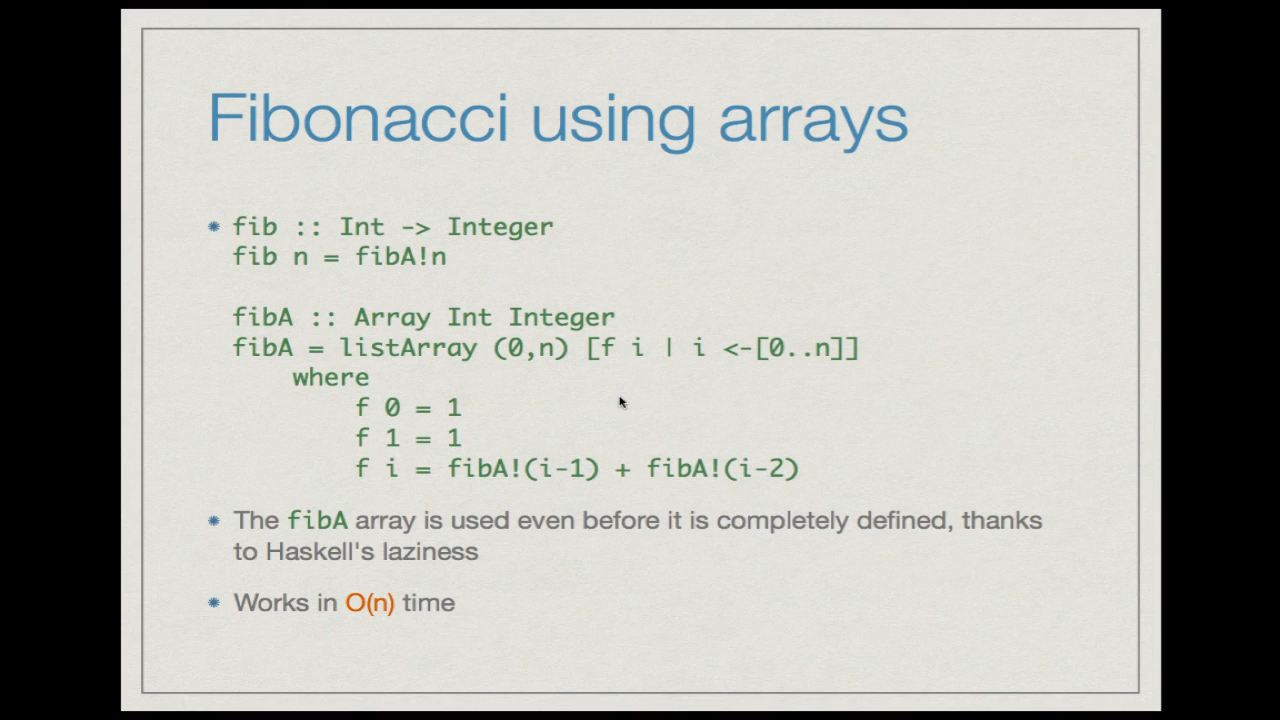 Fibonacci using arrays
fib :: Int -> Integer
fib n = fibA!n
fibA :: Array Int Integer
fibA = listArray (0,n) [f i | i <-[0..n]]
where
f 0 = 1
f 1 = 1
f i = fibA!(i-1) + fibA!(i-2)
The fibA array is used even before it is completely defined, thanks
to Haskell's laziness
Works in O(n) time